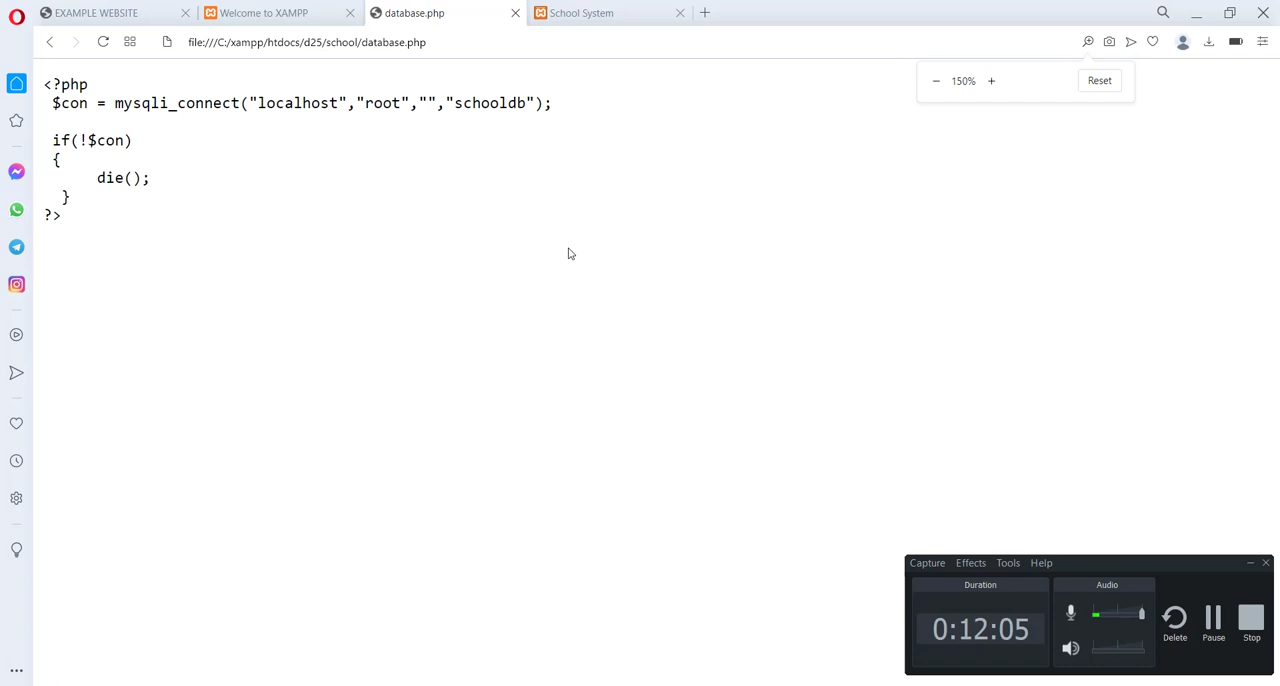 EXAMPLE WEBSITE
Welcome to XAMPP
database.php
School System
file:///C:/xampp/htdocs/d25/school/database.php
150%
Reset
<?php
$con = mysqli_connect("localhost","root","","schooldb");
if(!$con)
{
die();
}
?>
Capture Effects Tools Help
Duration
Audio
0:12:05
Delete
Pause
Stop